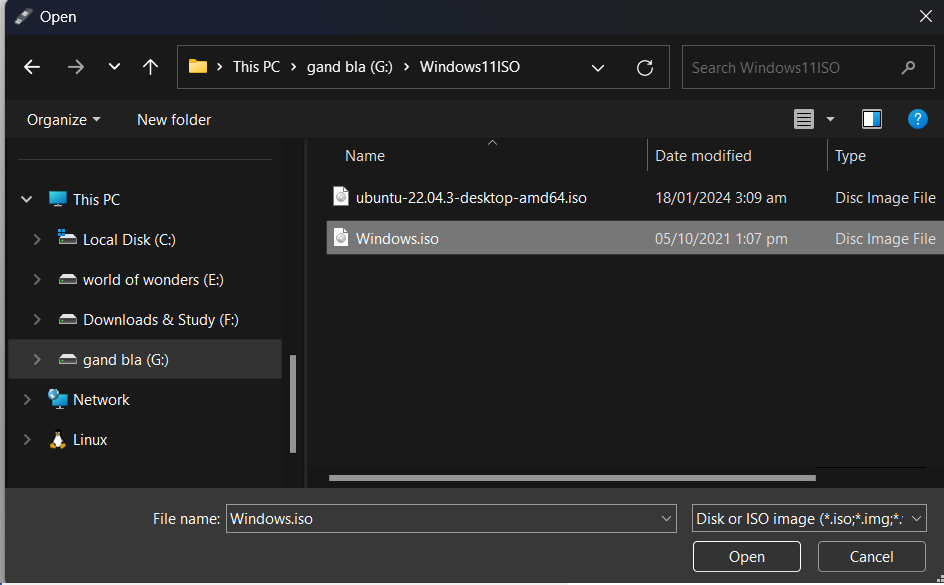 Open
This PC > gand bla (G:) > Windows11ISO
Search Windows11ISO
Organize
New folder
?
Name
Date modified
Type
ubuntu-22.04.3-desktop-amd64.iso 18/01/2024 3:09 am Disc Image File
Windows.iso 05/10/2021 1:07 pm Disc Image File
This PC
Local Disk (C:)
world of wonders (E:)
Downloads & Study (F:)
gand bla (G:)
Network
Linux
File name: Windows.iso
Disk or ISO image (*.iso;*.img;*.
Open
Cancel